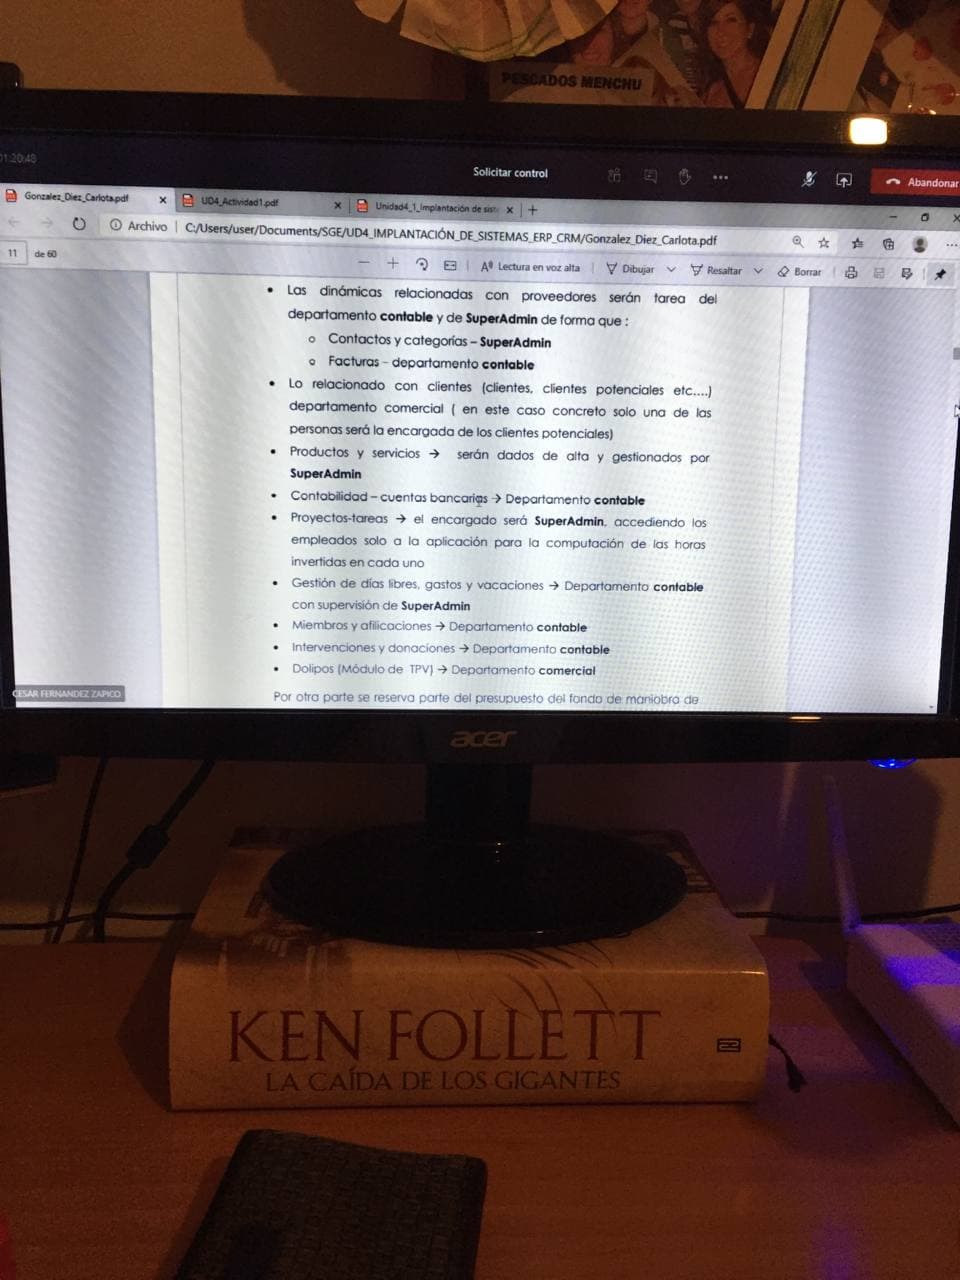 PESCADOS MENCHU
01:20:48
Solicitar control
Abandonar
Gonzalez_Diez_Carlota.pdf
UD4_Actividad1.pdf
Unidad4_1_Implantación de sist
Archivo
C:/Users/user/Documents/SGE/UD4_IMPLANTACIÓN_DE_SISTEMAS_ERP_CRM/Gonzalez_Diez_Carlota.pdf
11 de 60
Lectura en voz alta
Dibujar
Resaltar
Borrar
• Las dinámicas relacionadas con proveedores serán tarea del
departamento contable y de SuperAdmin de forma que :
o Contactos y categorías – SuperAdmin
o Facturas – departamento contable
• Lo relacionado con clientes (clientes, clientes potenciales etc....)
departamento comercial ( en este caso concreto solo una de las
personas será la encargada de los clientes potenciales)
• Productos y servicios → serán dados de alta y gestionados por
SuperAdmin
• Contabilidad – cuentas bancarias → Departamento contable
• Proyectos-tareas → el encargado será SuperAdmin, accediendo los
empleados solo a la aplicación para la computación de las horas
invertidas en cada uno
• Gestión de días libres, gastos y vacaciones → Departamento contable
con supervisión de SuperAdmin
• Miembros y afilicaciones → Departamento contable
• Intervenciones y donaciones → Departamento contable
• Dolipos (Módulo de TPV) → Departamento comercial
Por otra parte se reserva parte del presupuesto del fondo de maniobra de
CESAR FERNANDEZ ZAPICO
acer
KEN FOLLETT
LA CAÍDA DE LOS GIGANTES